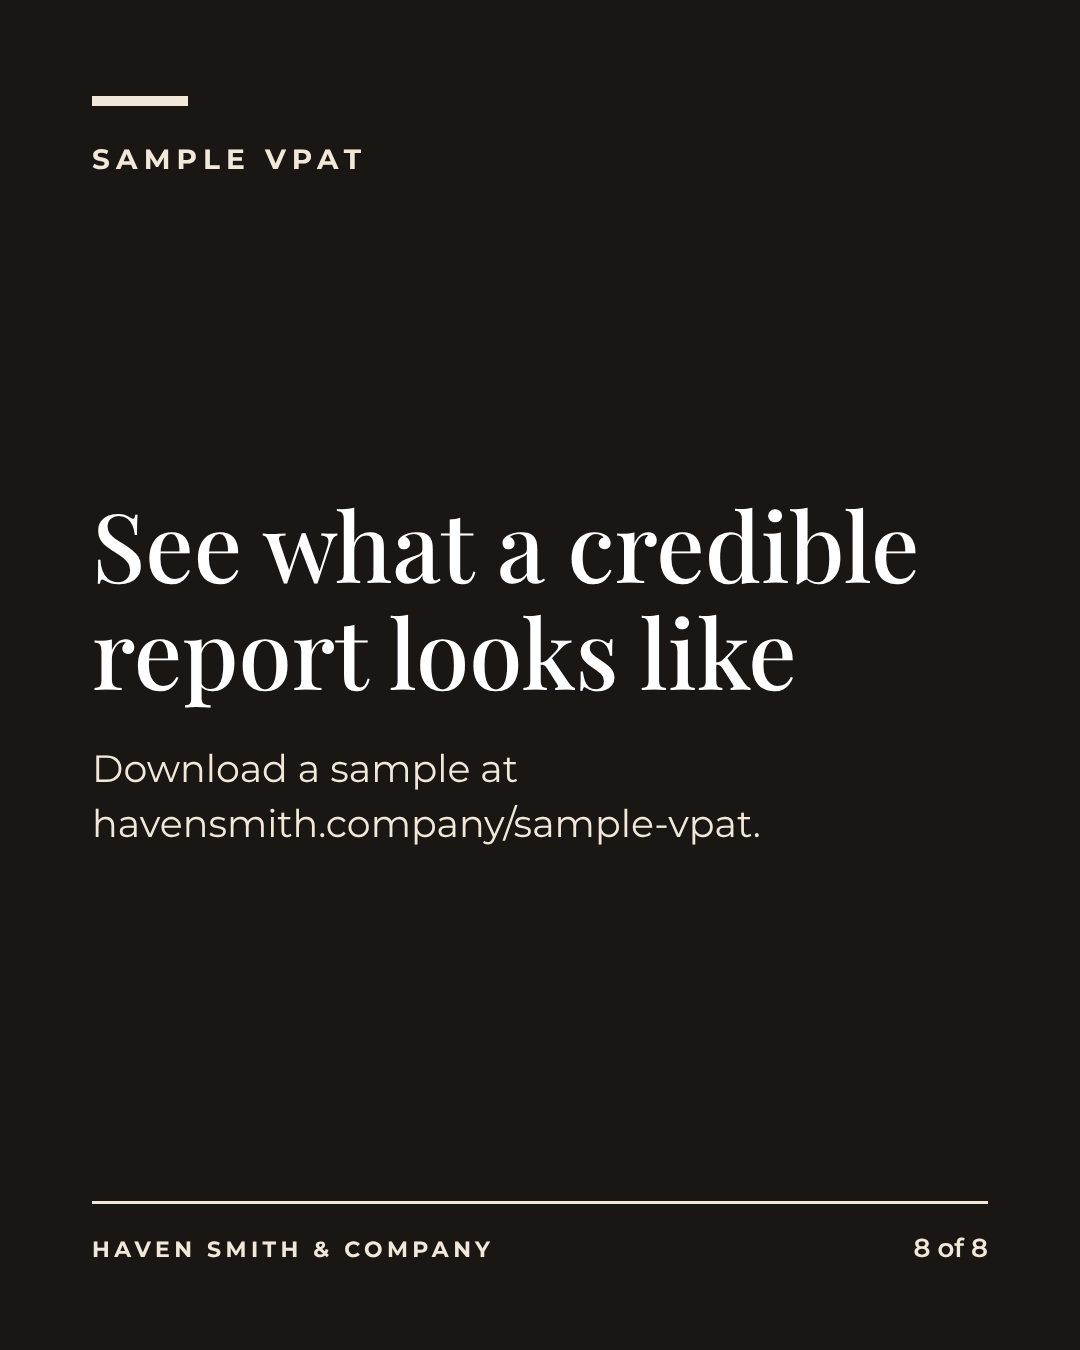 SAMPLE VPAT
See what a credible
report looks like
Download a sample at
havensmith.company/sample-vpat.
HAVEN SMITH & COMPANY
8 of 8